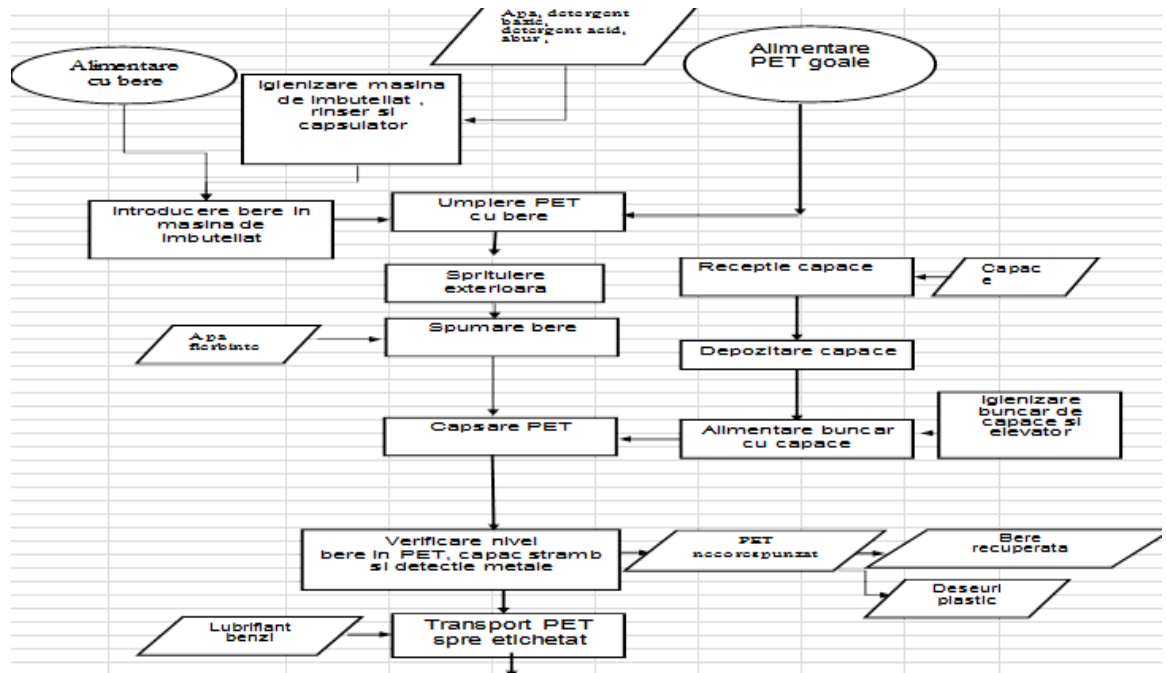 Apa, detergent
bazic,
detergent acid,
abur ,
Alimentare
cu bere
Igienizare masina
de imbuteliat ,
rinser si
capsulator
Alimentare
PET goale
Introducere bere in
masina de
imbuteliat
Umplere PET
cu bere
Sprituiere
exterioara
Receptie capace
Capac
e
Apa
fierbinte
Spumare bere
Depozitare capace
Capsare PET
Alimentare buncar
cu capace
Igienizare
buncar de
capace si
elevator
Verificare nivel
bere in PET, capac stramb
si detectie metale
PET
necorespunzat
Bere
recuperata
Deseuri
plastic
Lubrifiant
benzi
Transport PET
spre etichetat